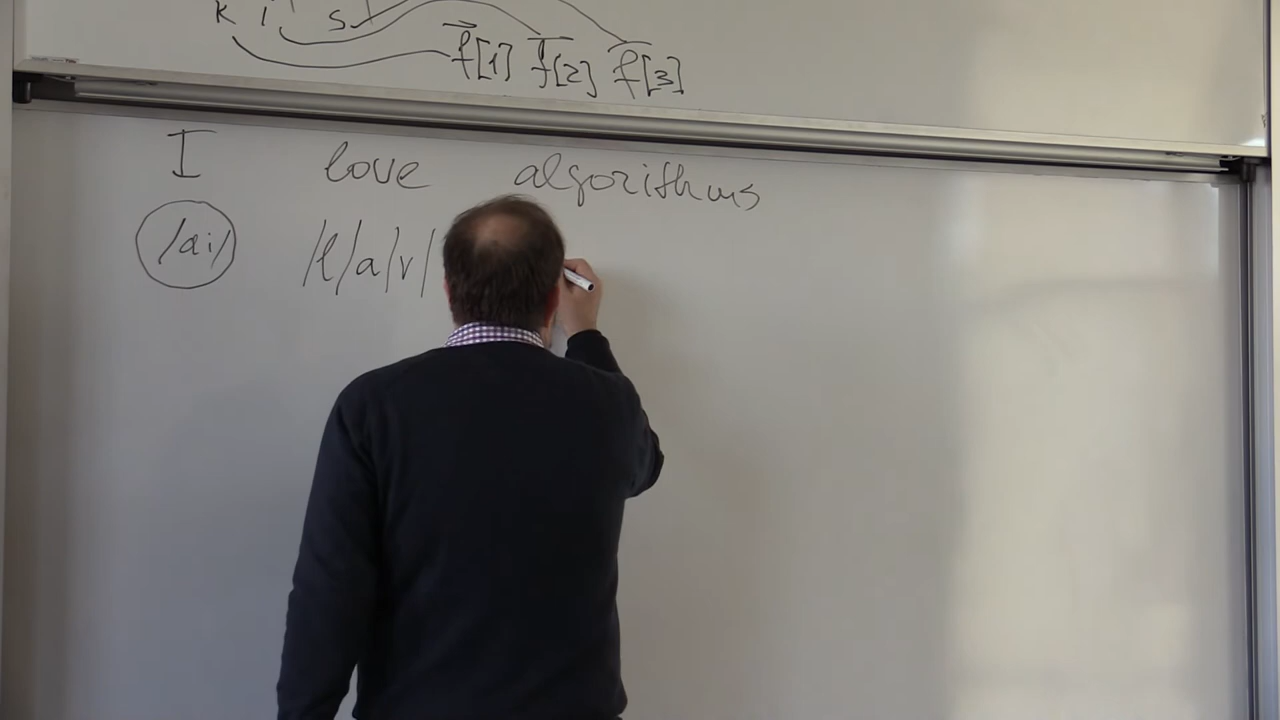 k i s
f[1] f[2] f[3]
I love algorithms
/ai/ /l/a/v/